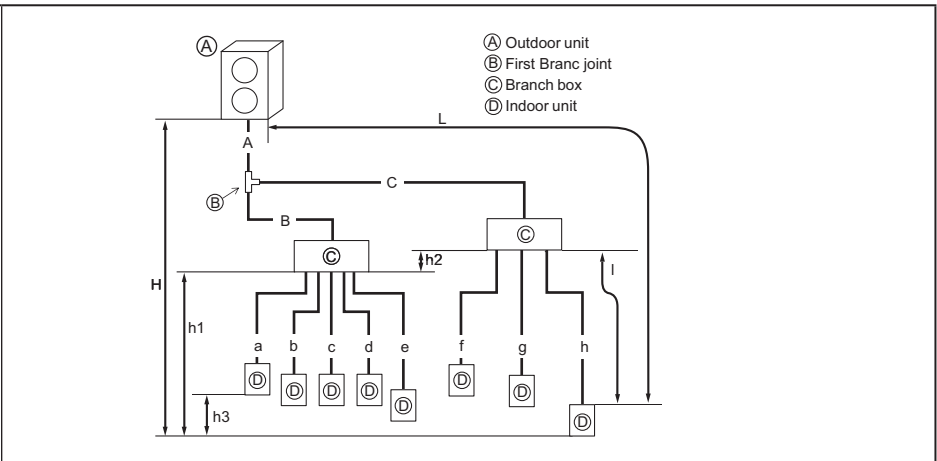 Ⓐ
Ⓐ Outdoor unit
Ⓑ First Branc joint
Ⓒ Branch box
Ⓓ Indoor unit
L
A
C
Ⓑ
B
Ⓒ
Ⓒ
h2
l
H
h1
a b c d e f g h
Ⓓ Ⓓ Ⓓ Ⓓ Ⓓ Ⓓ Ⓓ Ⓓ
h3